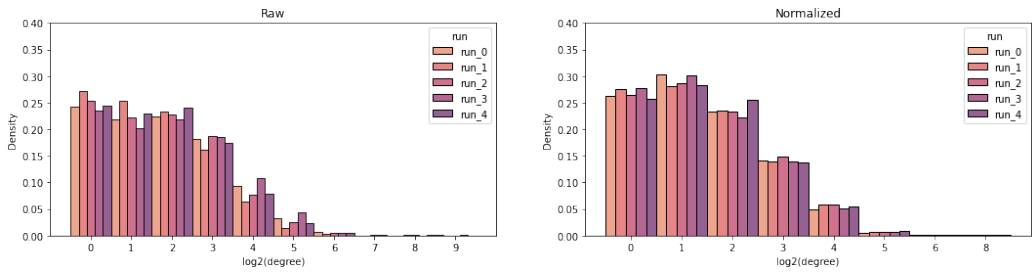 Raw
0.40
0.35
0.30
0.25
0.20
0.15
0.10
0.05
0.00
Density
0 1 2 3 4 5 6 7 8 9
log2(degree)
run
run_0
run_1
run_2
run_3
run_4
Normalized
0.40
0.35
0.30
0.25
0.20
0.15
0.10
0.05
0.00
Density
0 1 2 3 4 5 6 8
log2(degree)
run
run_0
run_1
run_2
run_3
run_4